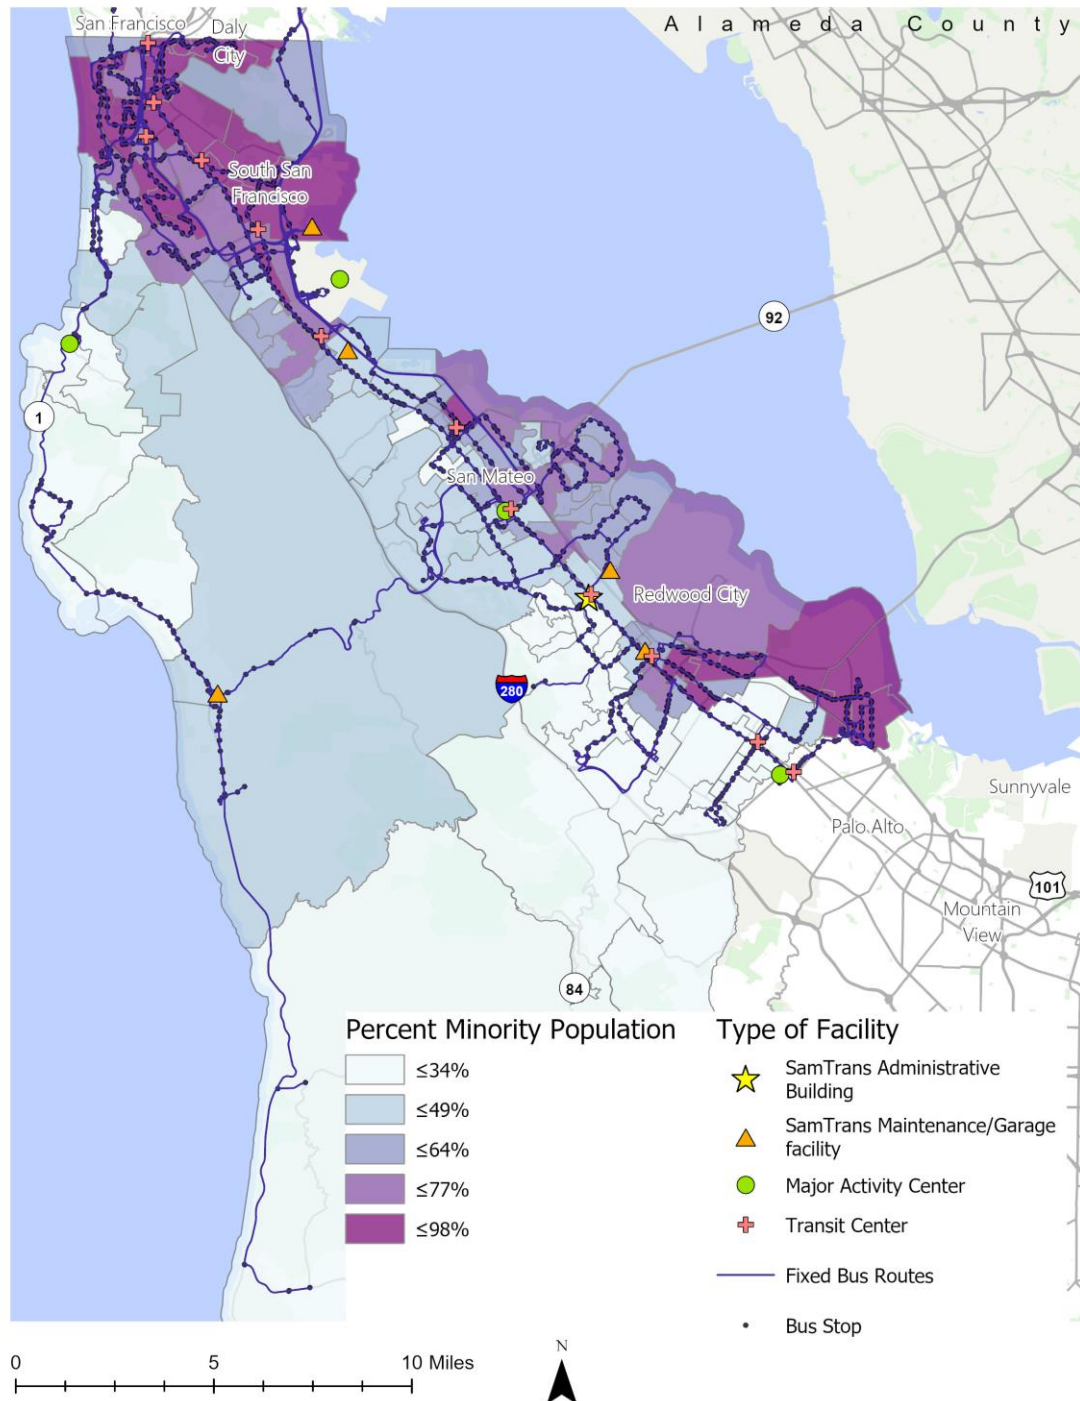 San Francisco
Daly
City
Alameda County
South San
Francisco
92
1
San Mateo
Redwood City
280
Sunnyvale
Palo Alto
101
Mountain
View
84
Percent Minority Population
≤34%
≤49%
≤64%
≤77%
≤98%
Type of Facility
SamTrans Administrative
Building
SamTrans Maintenance/Garage
facility
Major Activity Center
Transit Center
Fixed Bus Routes
Bus Stop
0 5 10 Miles
N